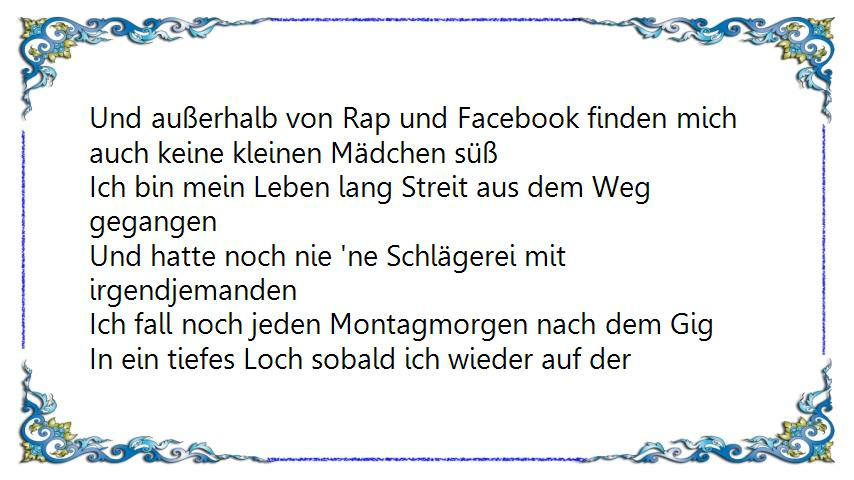 Und außerhalb von Rap und Facebook finden mich
auch keine kleinen Mädchen süß
Ich bin mein Leben lang Streit aus dem Weg
gegangen
Und hatte noch nie 'ne Schlägerei mit
irgendjemanden
Ich fall noch jeden Montagmorgen nach dem Gig
In ein tiefes Loch sobald ich wieder auf der